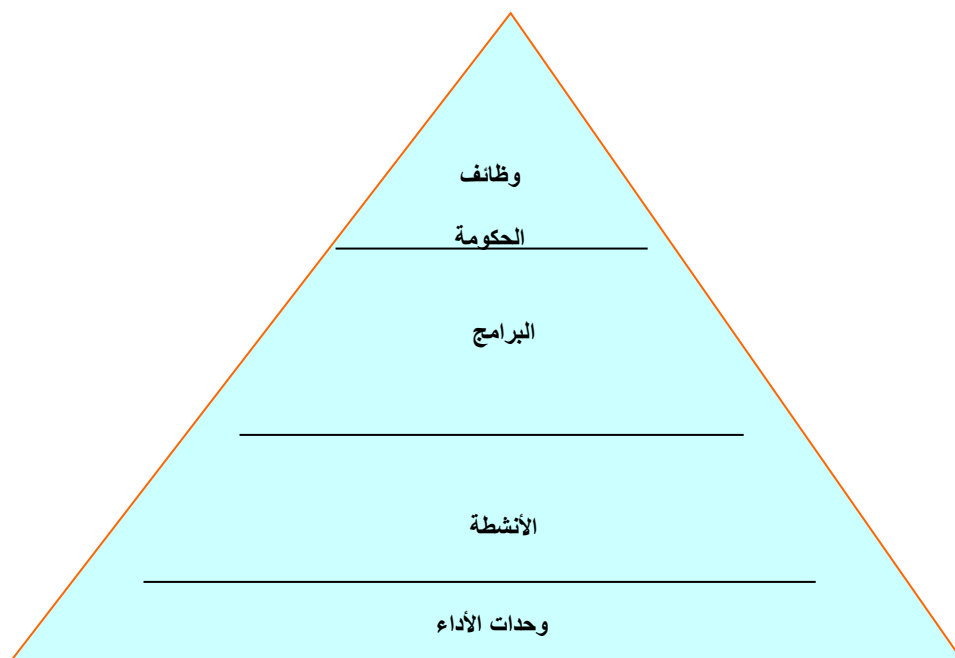 وظائف
الحكومة
البرامج
الأنشطة
وحدات الأداء